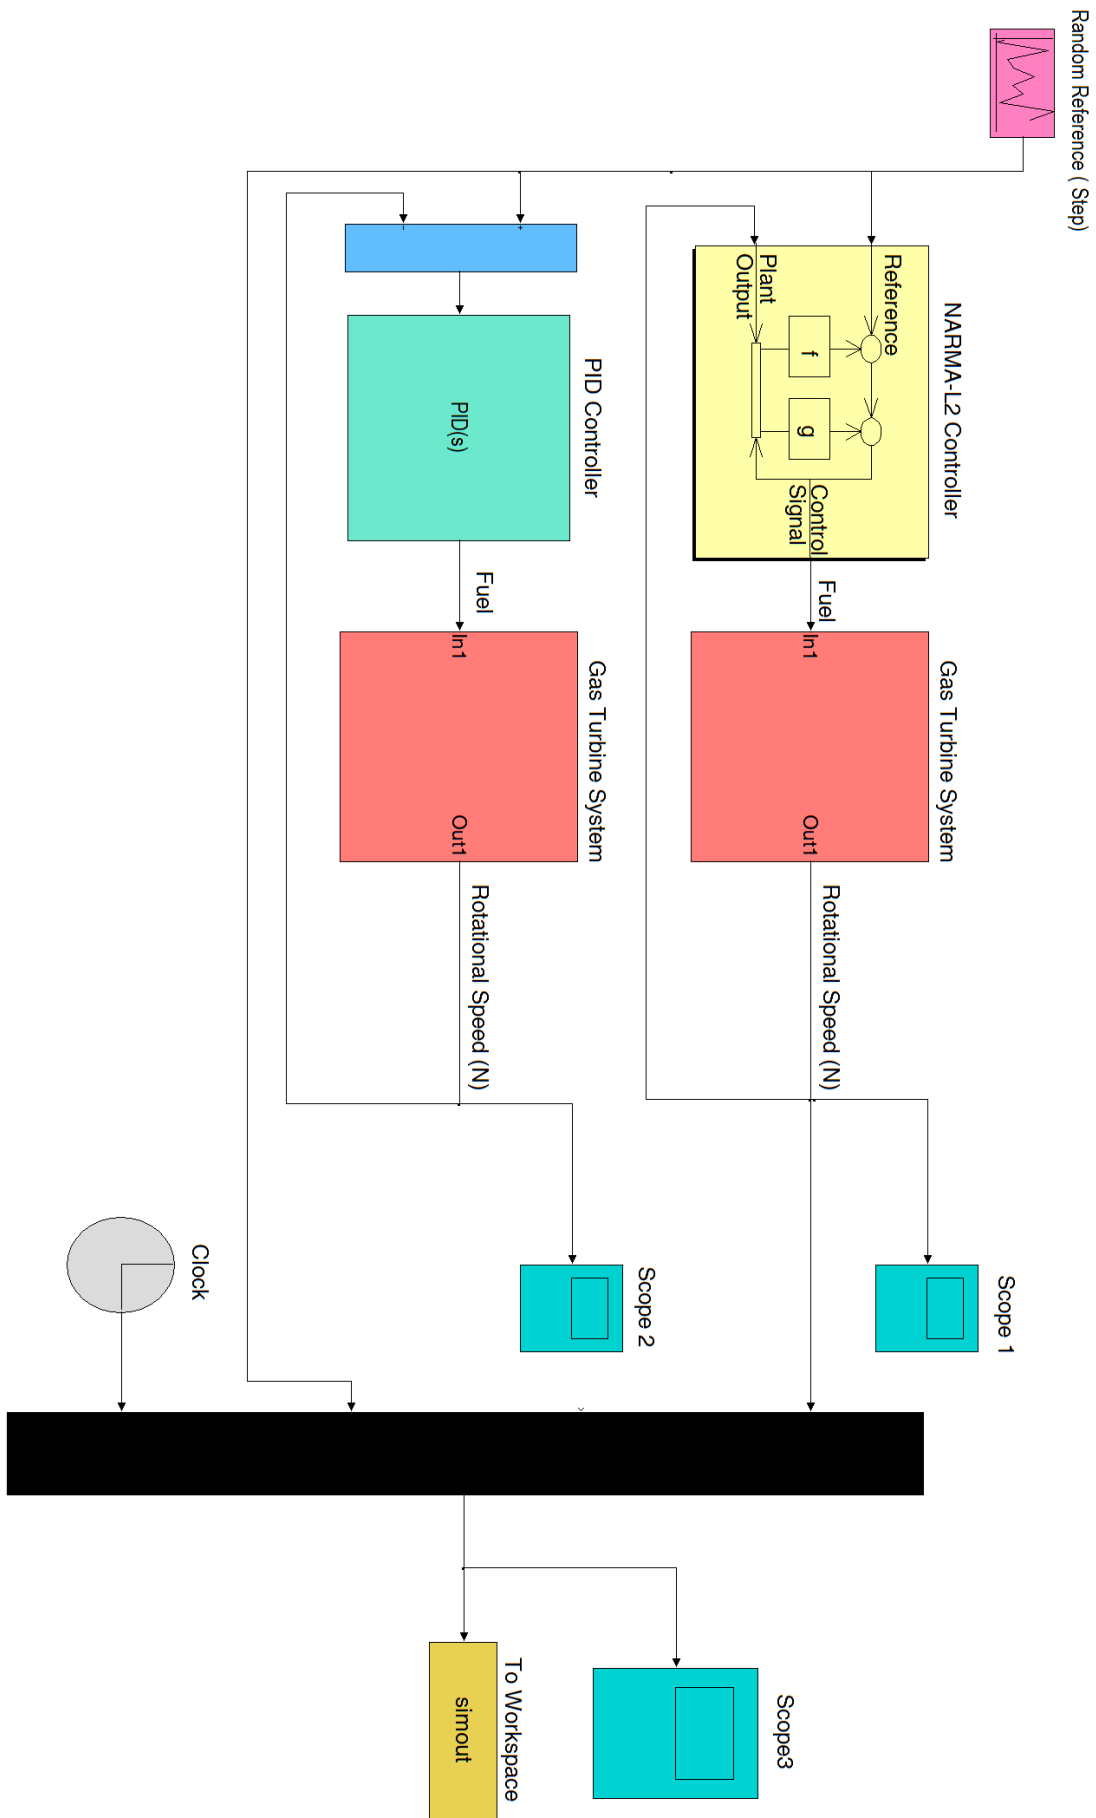 Random Reference ( Step)
NARMA-L2 Controller
Reference
Plant
Output
f
g
Control
Signal
Fuel
Gas Turbine System
In1
Out1
Rotational Speed (N)
Scope 1
+
-
PID Controller
PID(s)
Fuel
Gas Turbine System
In1
Out1
Rotational Speed (N)
Scope 2
Clock
Scope3
To Workspace
simout